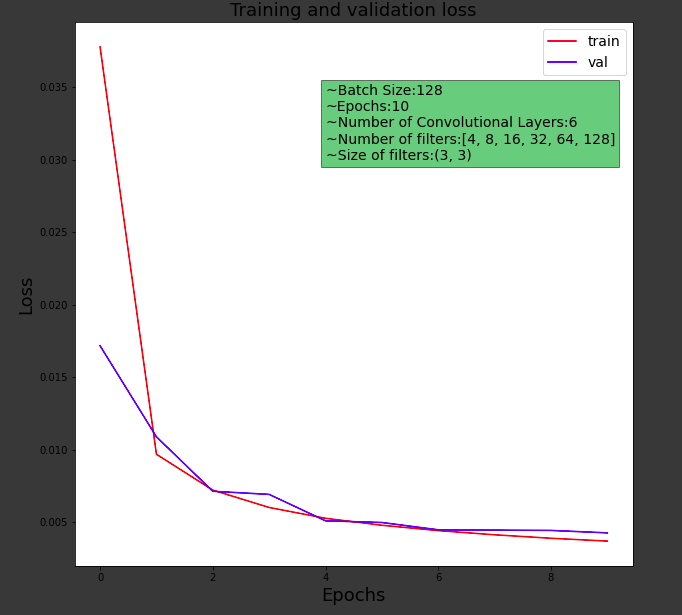 Training and validation loss
train
val
~Batch Size:128
~Epochs:10
~Number of Convolutional Layers:6
~Number of filters:[4, 8, 16, 32, 64, 128]
~Size of filters:(3, 3)
0.035
0.030
0.025
0.020
0.015
0.010
0.005
Loss
0 2 4 6 8
Epochs